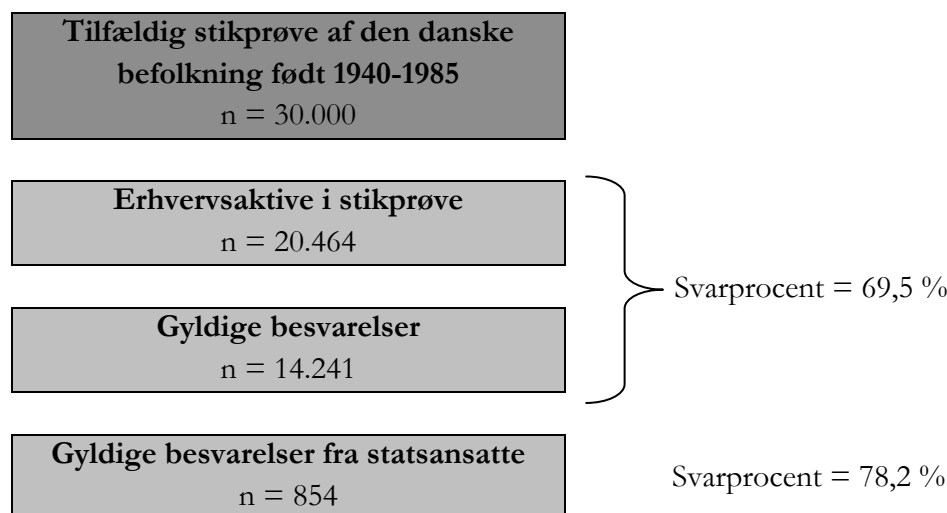 Tilfældig stikprøve af den danske
befolkning født 1940-1985
n = 30.000
Erhvervsaktive i stikprøve
n = 20.464
Svarprocent = 69,5 %
Gyldige besvarelser
n = 14.241
Gyldige besvarelser fra statsansatte
n = 854
Svarprocent = 78,2 %